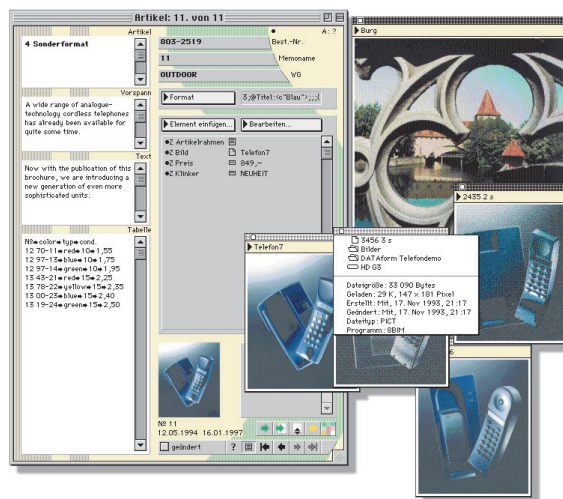 Artikel: 11. von 11
Artikel
A: ?
4 Sonderformat
803-2519
Best.-Nr.
11
Memoname
OUTDOOR
WG
Vorspann
A wide range of analogue-
technology cordless telephones
has already been available for
quite some time.
Format
3;@Titel:<c"Blau">;;;(
Element einfügen...
Bearbeiten...
Z Artikelrahmen
Z Bild
Telefon7
Z Preis
849,-
Z Klinker
NEUHEIT
Text
Now with the publication of this
brochure, we are introducing a
new generation of even more
sophisticated units.
Tabelle
12 70-11 red 10 1,55
12 97-13 blue 10 1,75
12 97-14 green 10 1,95
13 43-21 red 15 2,25
13 78-22 yellow 15 2,35
13 00-23 blue 15 2,40
13 19-24 green 15 2,50
Nº 11
12.05.1994 16.01.1997
geändert
?
Burg
2435 2 s
Telefon7
3456 3 s
Bilder
DATAform Telefondemo
HD G3
Dateigröße: 33 090 Bytes
Geladen: 29 K, 147 x 181 Pixel
Erstellt: Mit, 17. Nov 1993, 21:17
Geändert: Mit, 17. Nov 1993, 21:17
Dateityp: PICT
Programm: 8BIM
6